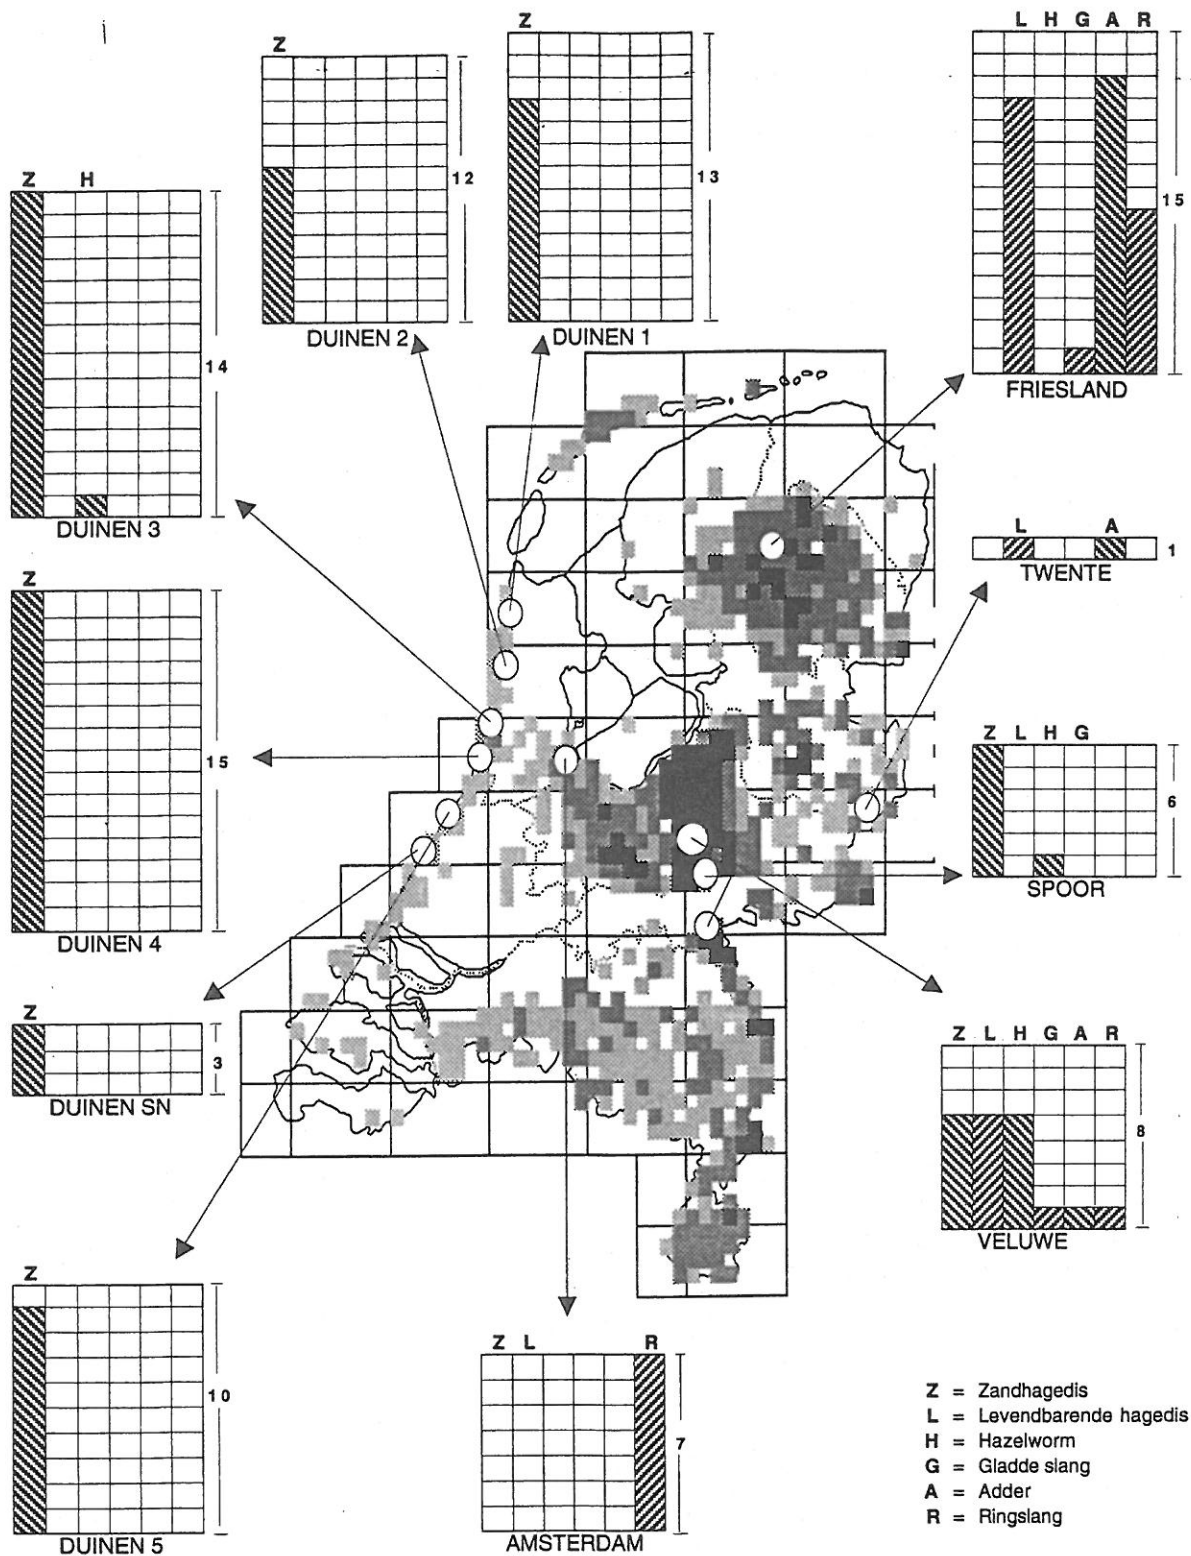 Z
12
DUINEN 2
Z
13
DUINEN 1
L H G A R
15
FRIESLAND
Z H
14
DUINEN 3
L A
1
TWENTE
Z
15
DUINEN 4
Z L H G
6
SPOOR
Z
3
DUINEN SN
Z L H G A R
8
VELUWE
Z
10
DUINEN 5
Z L R
7
AMSTERDAM
Z = Zandhagedis
L = Levendbarende hagedis
H = Hazelworm
G = Gladde slang
A = Adder
R = Ringslang